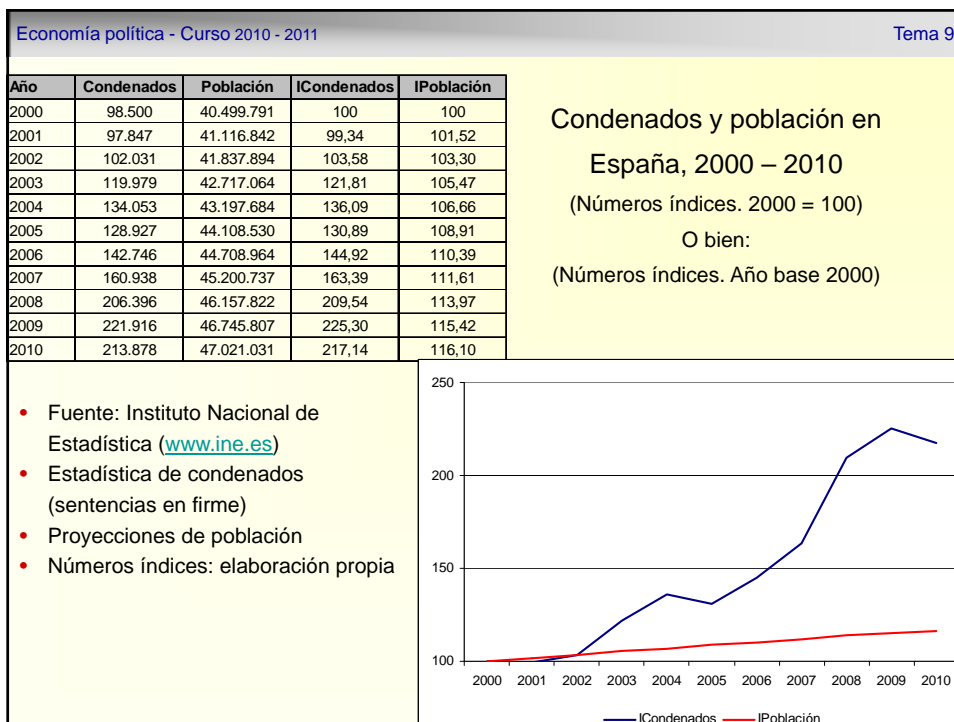 Economía política - Curso 2010 - 2011
Tema 9
Año Condenados Población ICondenados IPoblación
2000 98.500 40.499.791 100 100
2001 97.847 41.116.842 99,34 101,52
2002 102.031 41.837.894 103,58 103,30
2003 119.979 42.717.064 121,81 105,47
2004 134.053 43.197.684 136,09 106,66
2005 128.927 44.108.530 130,89 108,91
2006 142.746 44.708.964 144,92 110,39
2007 160.938 45.200.737 163,39 111,61
2008 206.396 46.157.822 209,54 113,97
2009 221.916 46.745.807 225,30 115,42
2010 213.878 47.021.031 217,14 116,10
Condenados y población en
España, 2000 – 2010
(Números índices. 2000 = 100)
O bien:
(Números índices. Año base 2000)
• Fuente: Instituto Nacional de
Estadística (www.ine.es)
• Estadística de condenados
(sentencias en firme)
• Proyecciones de población
• Números índices: elaboración propia
250
200
150
100
2000 2001 2002 2003 2004 2005 2006 2007 2008 2009 2010
ICondenados IPoblación